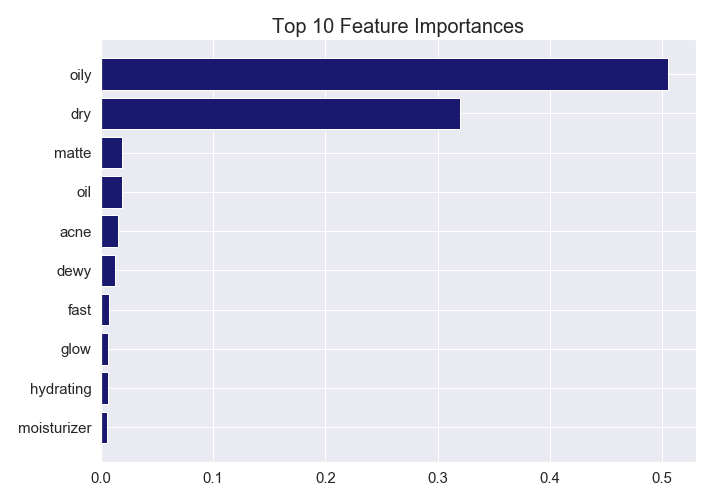 Top 10 Feature Importances
oily
dry
matte
oil
acne
dewy
fast
glow
hydrating
moisturizer
0.0 0.1 0.2 0.3 0.4 0.5